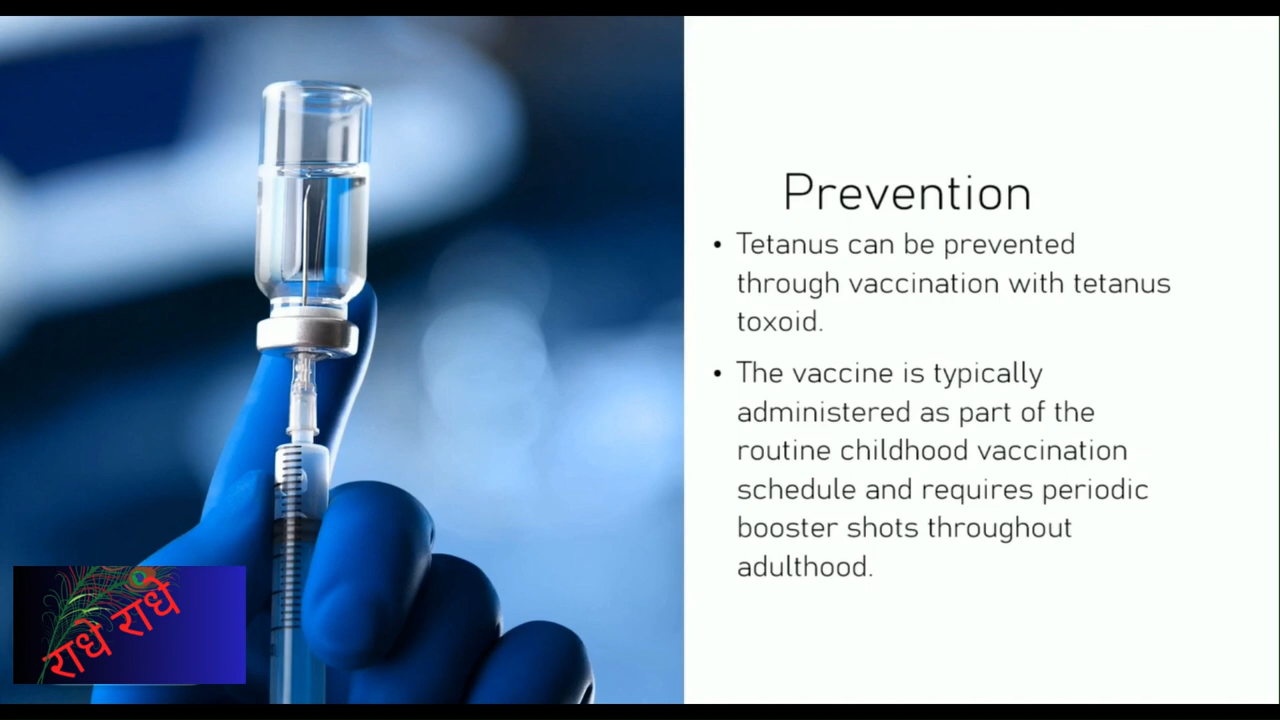 Prevention
• Tetanus can be prevented
through vaccination with tetanus
toxoid.
• The vaccine is typically
administered as part of the
routine childhood vaccination
schedule and requires periodic
booster shots throughout
adulthood.
राधे राधे